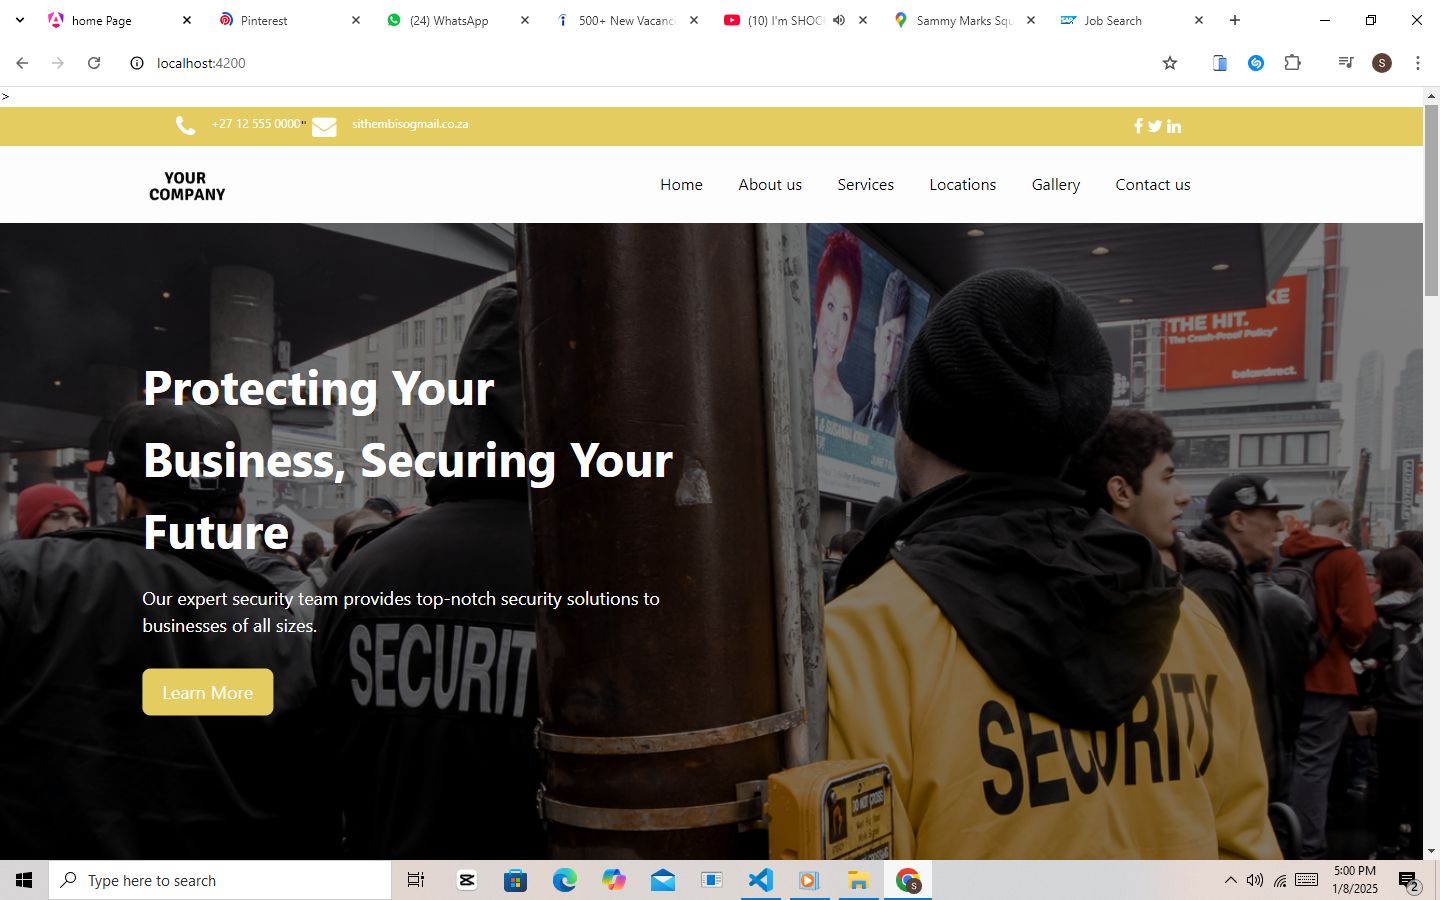 home Page
Pinterest
(24) WhatsApp
500+ New Vacanci
(10) I'm SHOC
Sammy Marks Squ
Job Search
localhost:4200
S
>
+27 12 555 0000"
sithembisogmail.co.za
YOUR
COMPANY
Home
About us
Services
Locations
Gallery
Contact us
KE
THE HIT.
The Crash-Proof Policy
belairdirect.
Protecting Your
Business, Securing Your
Future
Our expert security team provides top-notch security solutions to
businesses of all sizes.
Learn More
SECURIT
SECURITY
DO NOT CROSS
Type here to search
S
5:00 PM
1/8/2025
2